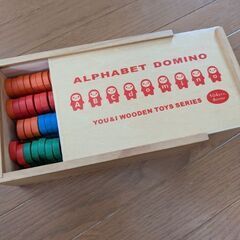 ALPHABET DOMINO
A B C d o m i n o
YOU&I WOODEN TOYS SERIES